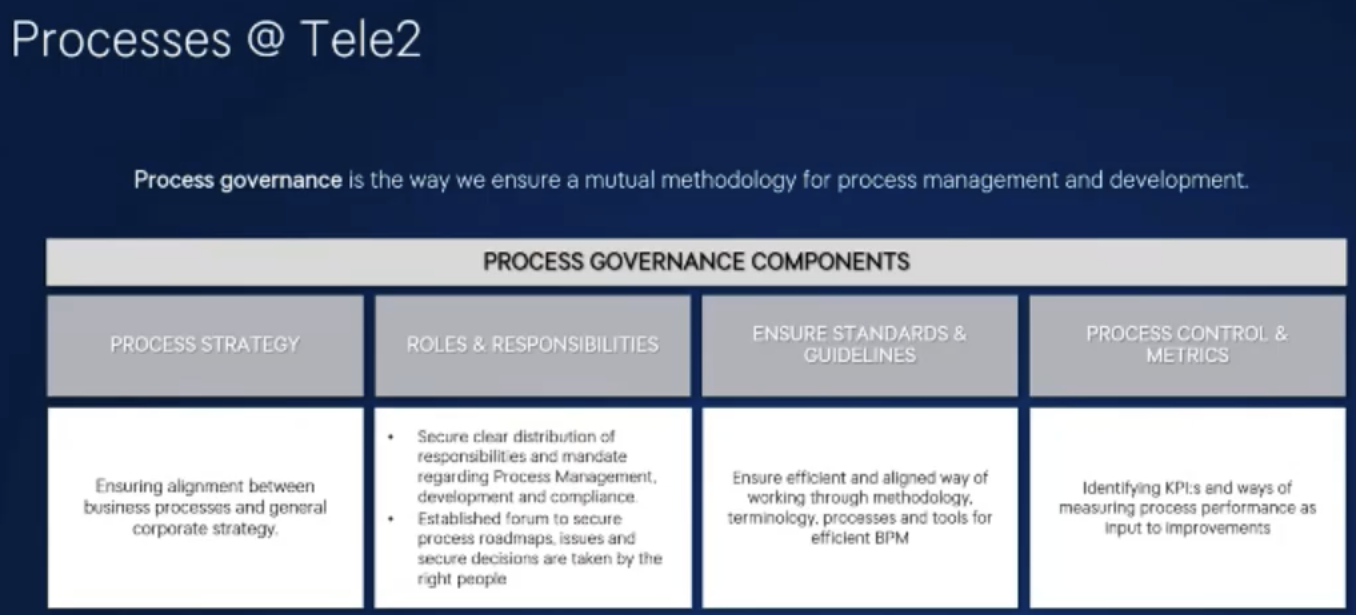 Processes @ Tele2
Process governance is the way we ensure a mutual methodology for process management and development.
PROCESS GOVERNANCE COMPONENTS
PROCESS STRATEGY
ROLES & RESPONSIBILITIES
ENSURE STANDARDS &
GUIDELINES
PROCESS CONTROL &
METRICS
Ensuring alignment between
business processes and general
corporate strategy.
• Secure clear distribution of
responsibilities and mandate
regarding Process Management,
development and compliance.
• Established forum to secure
process roadmaps, issues and
secure decisions are taken by the
right people
Ensure efficient and aligned way of
working through methodology,
terminology, processes and tools for
efficient BPM
Identifying KPI:s and ways of
measuring process performance as
input to improvements